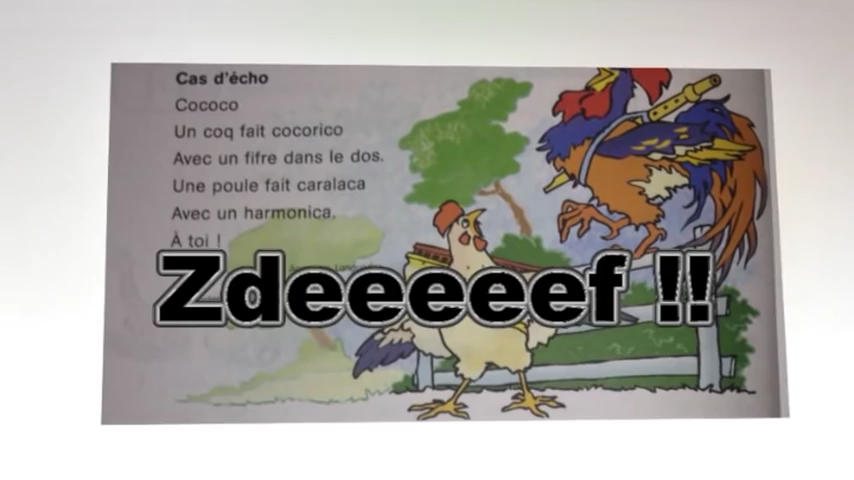 Cas d'écho
Cococo
Un coq fait cocorico
Avec un fifre dans le dos.
Une poule fait caralaca
Avec un harmonica.
À toi !
Zdeeeeeef !!